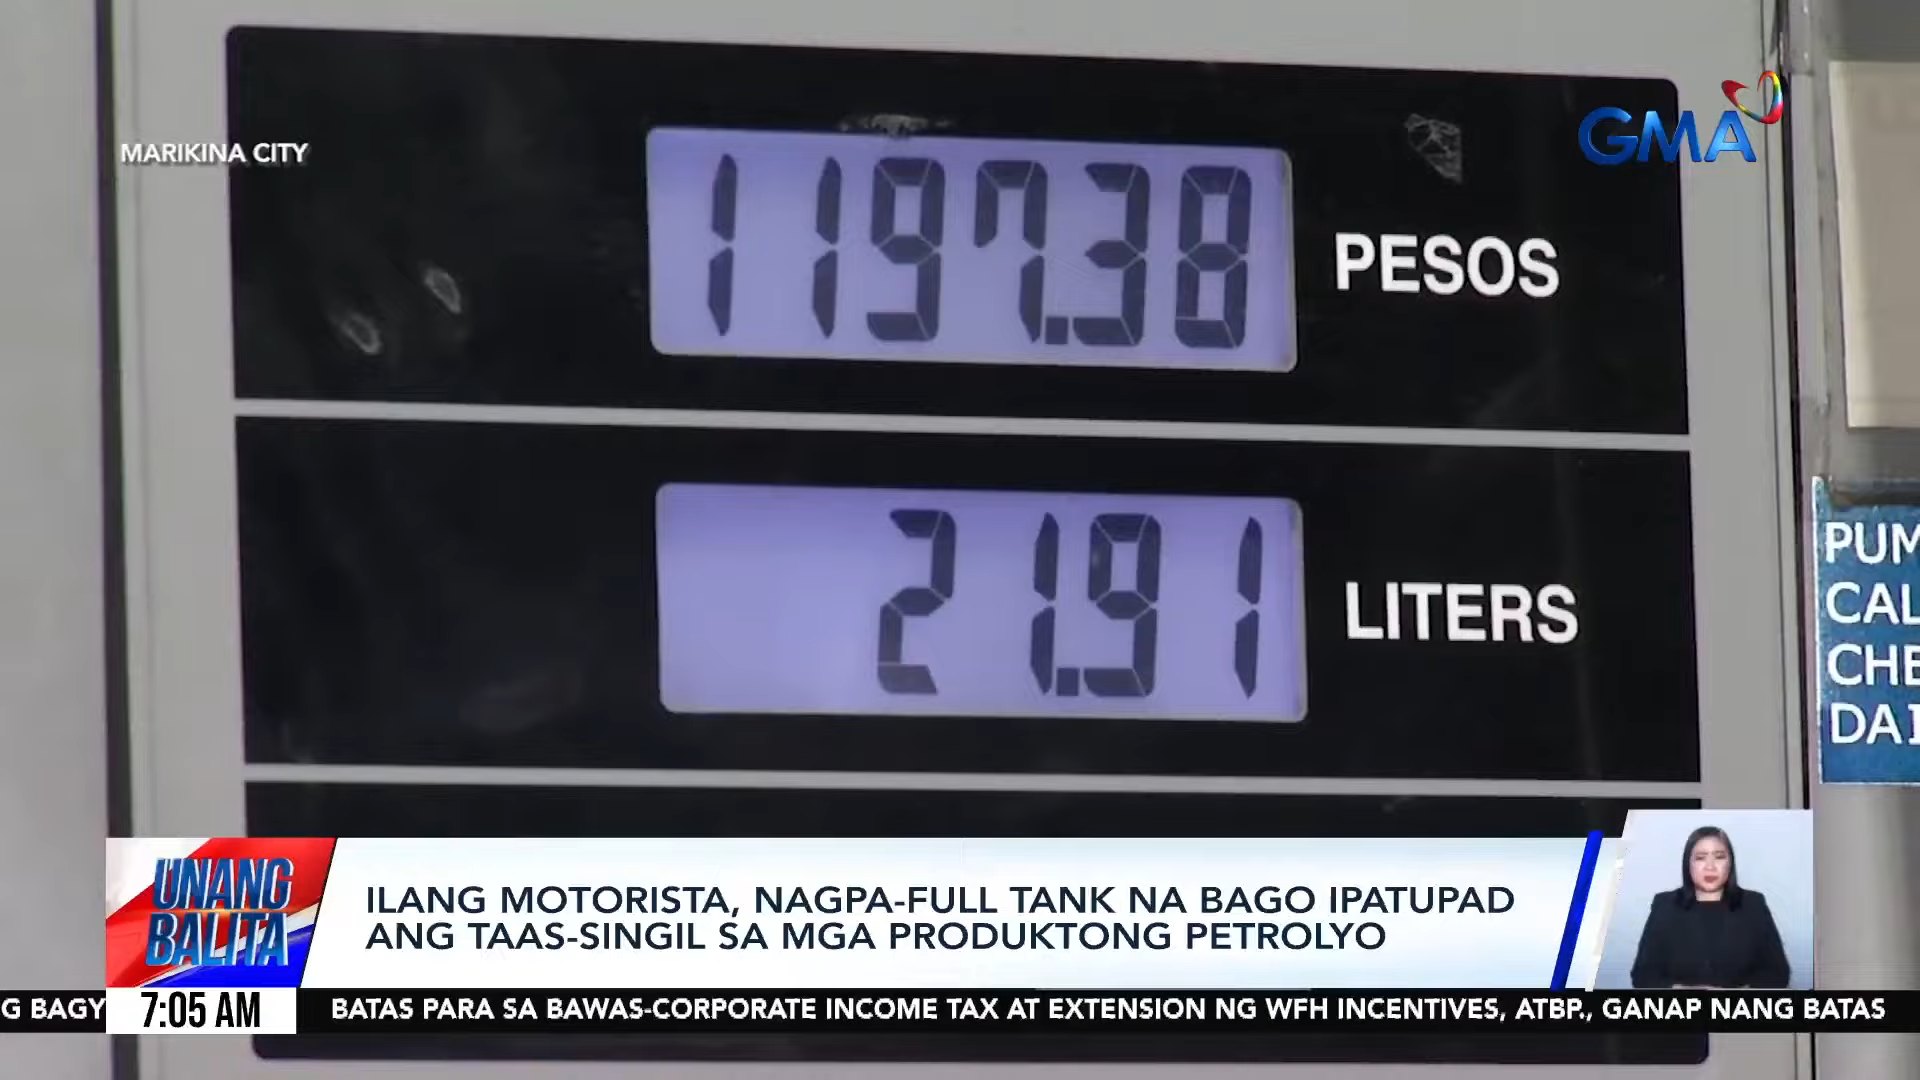 MARIKINA CITY
GMA
1197.38
PESOS
21.91
LITERS
PUM
CAL
CHE
DAI
UNANG
BALITA
ILANG MOTORISTA, NAGPA-FULL TANK NA BAGO IPATUPAD
ANG TAAS-SINGIL SA MGA PRODUKTONG PETROLYO
G BAGY
7:05 AM
BATAS PARA SA BAWAS-CORPORATE INCOME TAX AT EXTENSION NG WFH INCENTIVES, ATBP., GANAP NANG BATAS